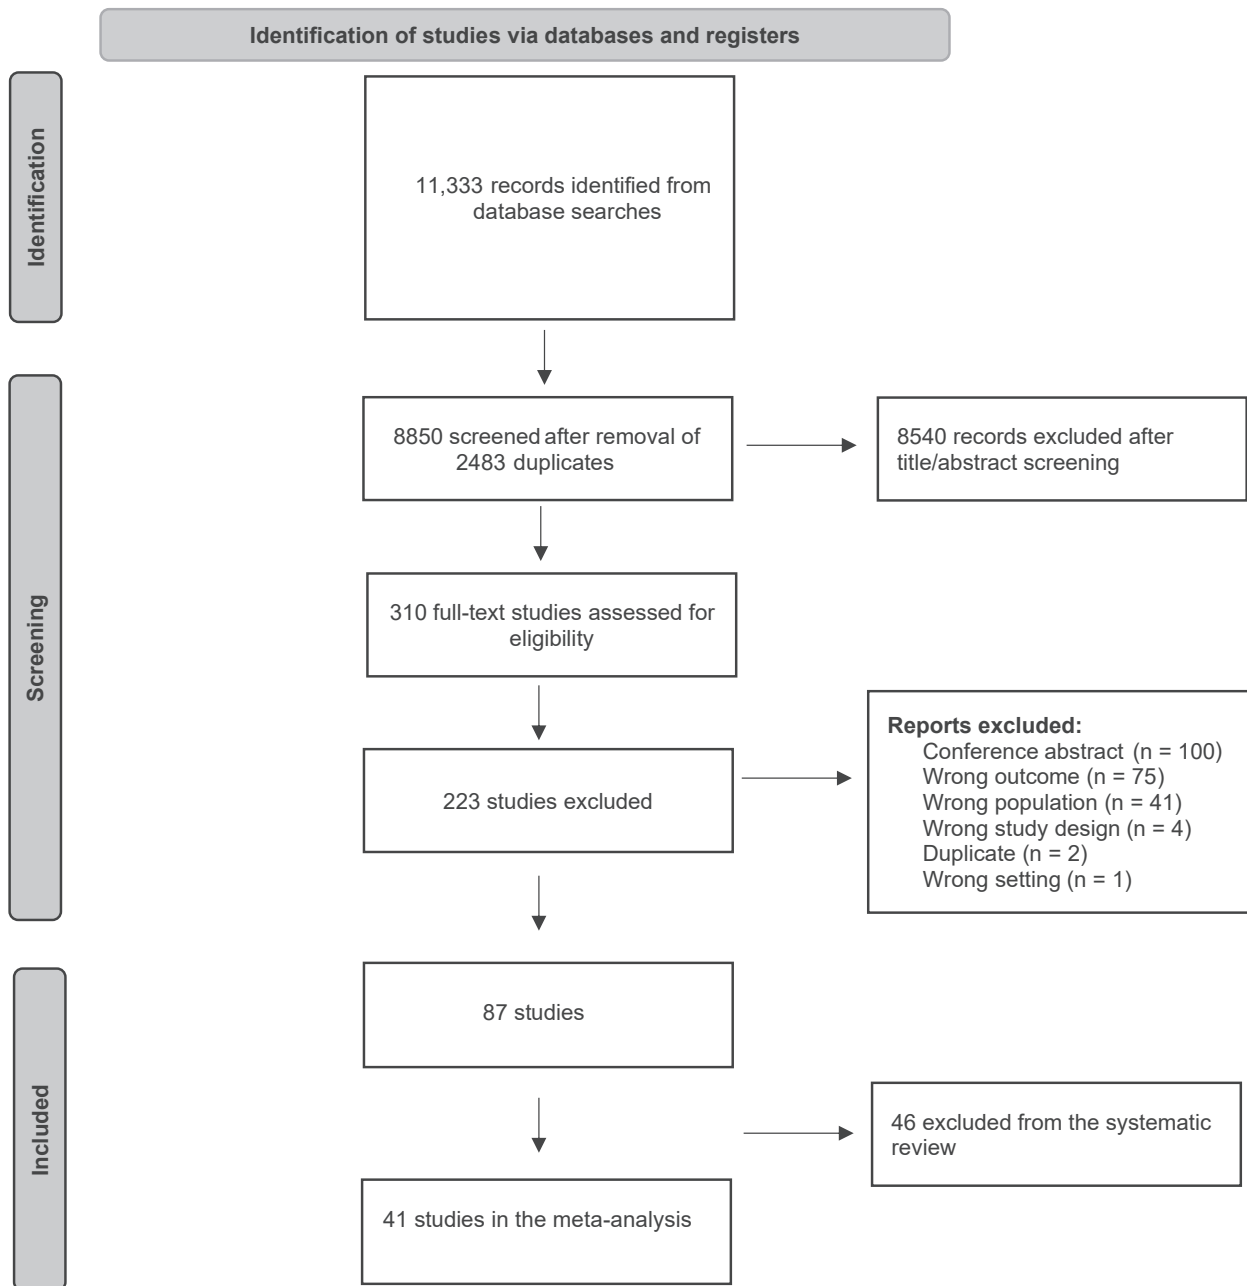 Identification of studies via databases and registers
Identification
11,333 records identified from
database searches
Screening
8850 screened after removal of
2483 duplicates
8540 records excluded after
title/abstract screening
310 full-text studies assessed for
eligibility
223 studies excluded
Reports excluded:
Conference abstract (n = 100)
Wrong outcome (n = 75)
Wrong population (n = 41)
Wrong study design (n = 4)
Duplicate (n = 2)
Wrong setting (n = 1)
Included
87 studies
46 excluded from the systematic
review
41 studies in the meta-analysis